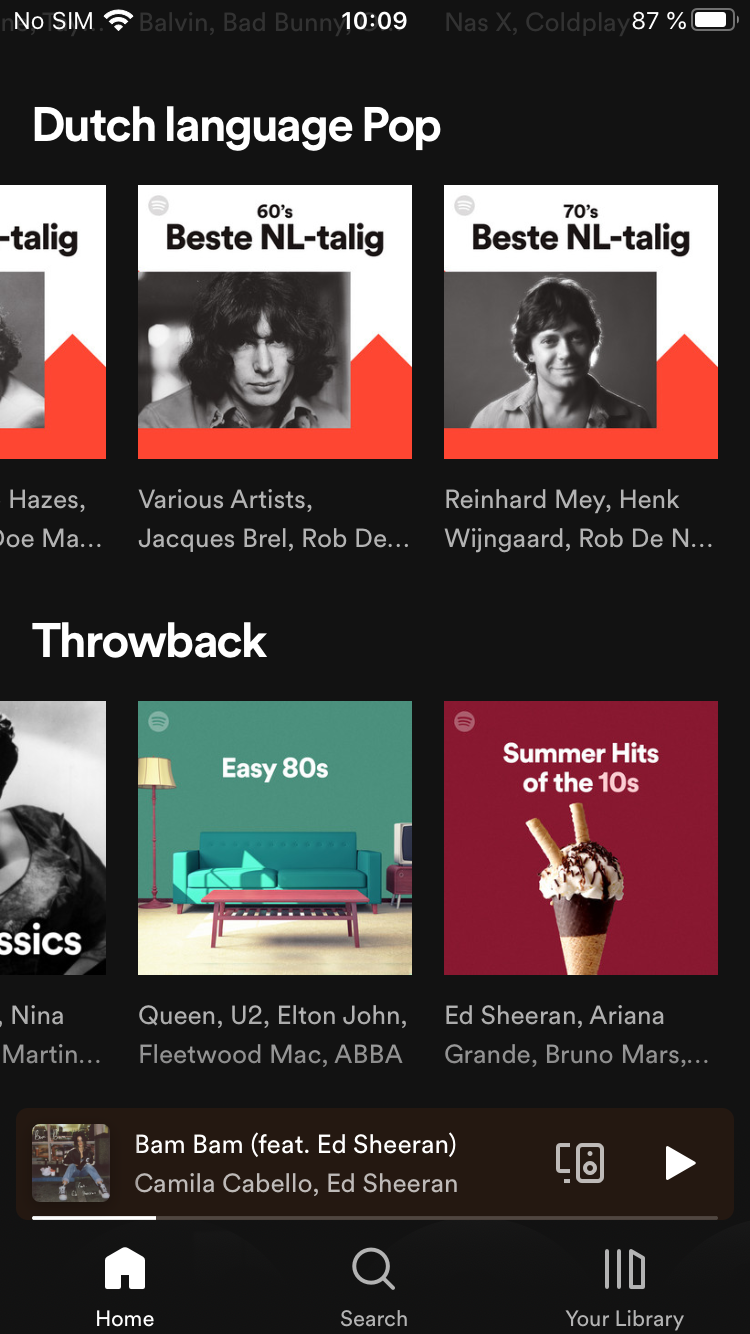 No SIM 10:09 87 %
Balvin, Bad Bunny, Nas X, Coldplay
Dutch language Pop
-talig
60's
Beste NL-talig
70's
Beste NL-talig
Hazes,
Doe Ma...
Various Artists,
Jacques Brel, Rob De...
Reinhard Mey, Henk
Wijngaard, Rob De N...
Throwback
ssics
Easy 80s
Summer Hits
of the 10s
, Nina
Martin...
Queen, U2, Elton John,
Fleetwood Mac, ABBA
Ed Sheeran, Ariana
Grande, Bruno Mars,...
Bam Bam (feat. Ed Sheeran)
Camila Cabello, Ed Sheeran
Home
Search
Your Library